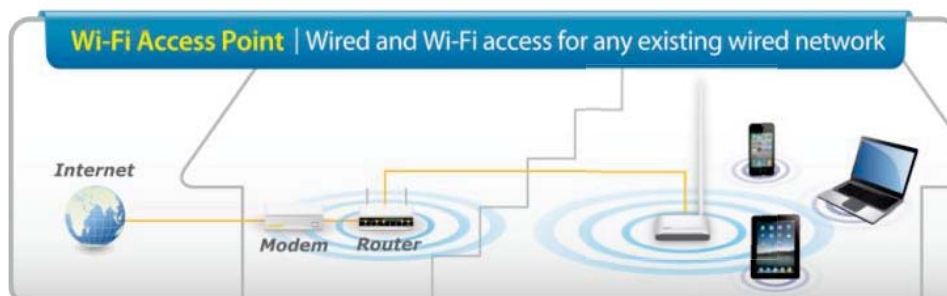 Wi-Fi Access Point | Wired and Wi-Fi access for any existing wired network
Internet
Modem
Router